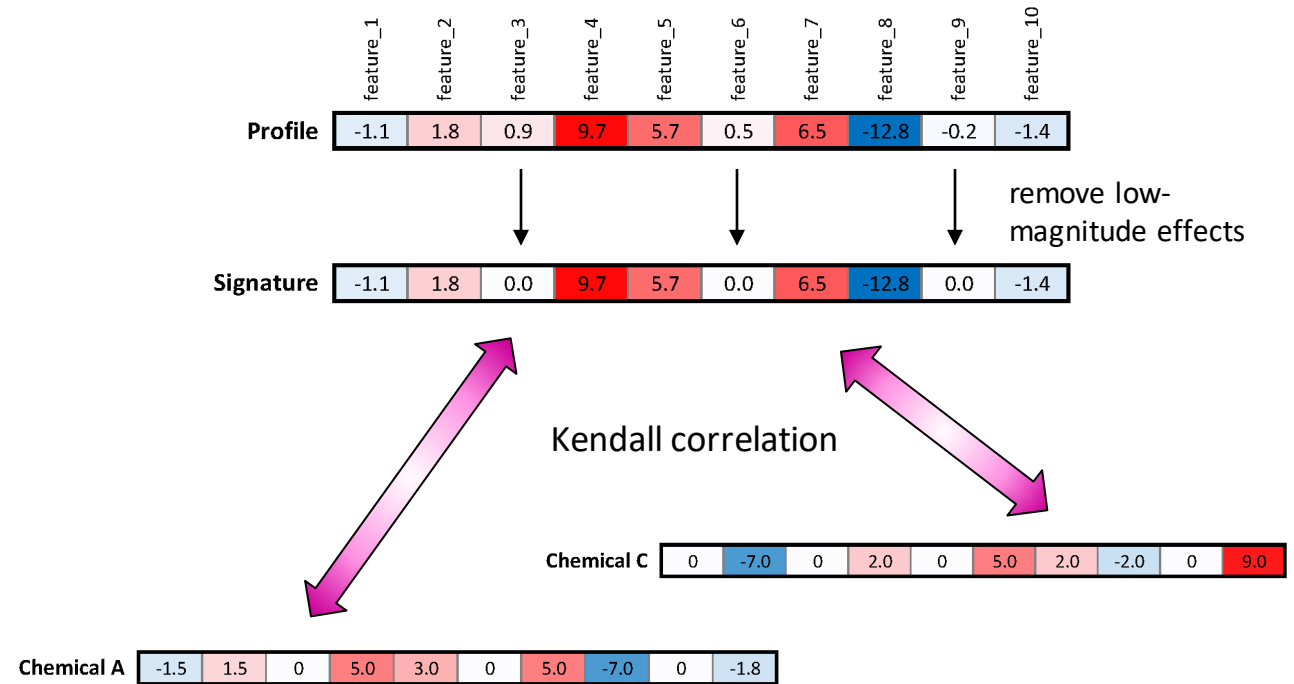 feature_1 feature_2 feature_3 feature_4 feature_5 feature_6 feature_7 feature_8 feature_9 feature_10
Profile -1.1 1.8 0.9 9.7 5.7 0.5 6.5 -12.8 -0.2 -1.4
remove low-
magnitude effects
Signature -1.1 1.8 0.0 9.7 5.7 0.0 6.5 -12.8 0.0 -1.4
Kendall correlation
Chemical C 0 -7.0 0 2.0 0 5.0 2.0 -2.0 0 9.0
Chemical A -1.5 1.5 0 5.0 3.0 0 5.0 -7.0 0 -1.8